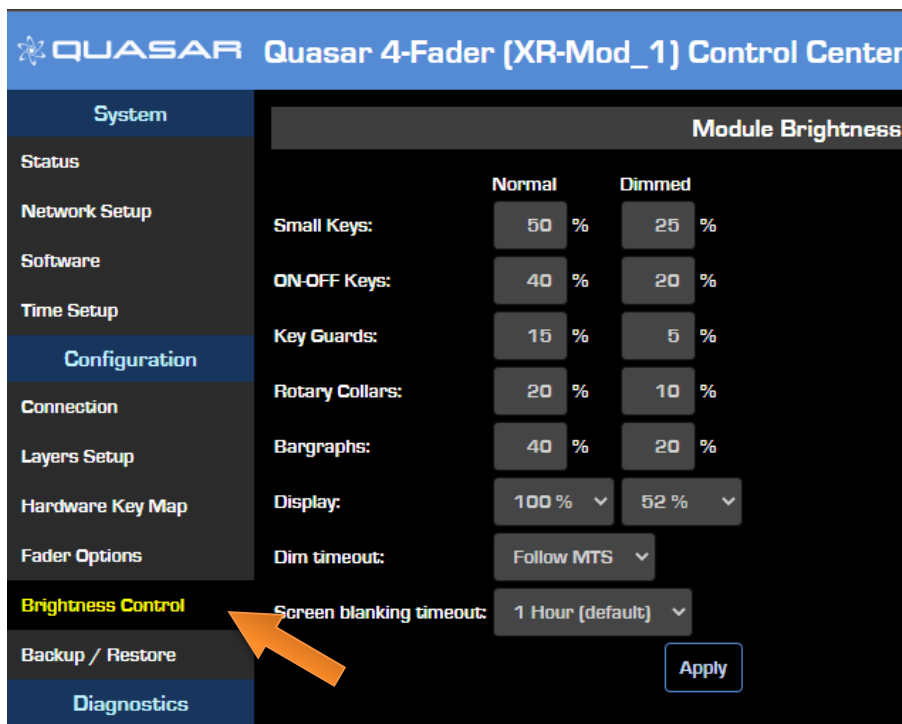 QUASAR Quasar 4-Fader (XR-Mod_1) Control Center
System
Status
Network Setup
Software
Time Setup
Configuration
Connection
Layers Setup
Hardware Key Map
Fader Options
Brightness Control
Backup / Restore
Diagnostics
Module Brightness
Normal Dimmed
Small Keys: 50 % 25 %
ON-OFF Keys: 40 % 20 %
Key Guards: 15 % 5 %
Rotary Collars: 20 % 10 %
Bargraphs: 40 % 20 %
Display: 100 % 52 %
Dim timeout: Follow MTS
Screen blanking timeout: 1 Hour (default)
Apply